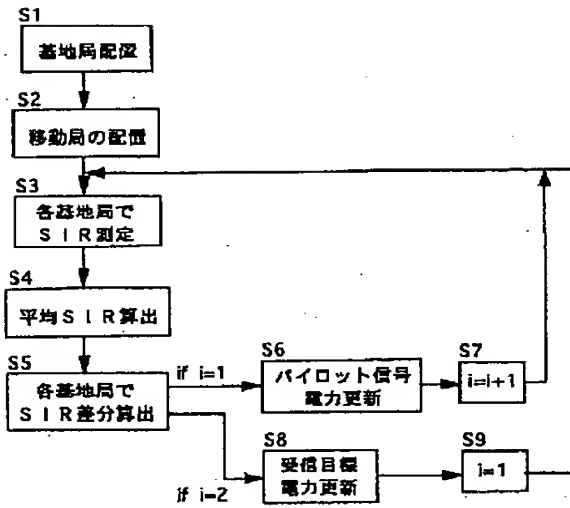 S1
基地局配置
S2
移動局の配置
S3
各基地局で
ＳＩＲ測定
S4
平均ＳＩＲ算出
S5
各基地局で
ＳＩＲ差分算出
if i=1
S6
パイロット信号
電力更新
S7
i=i+1
if i=2
S8
受信目標
電力更新
S9
i=1